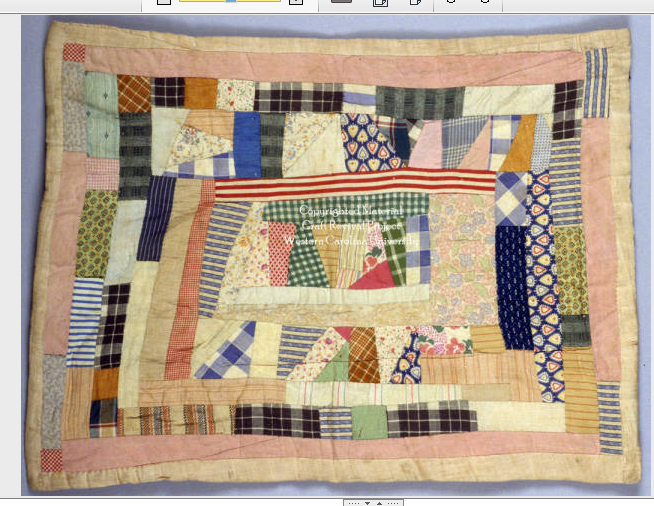 Copyrighted Material
Craft Revival Project
Western Carolina University